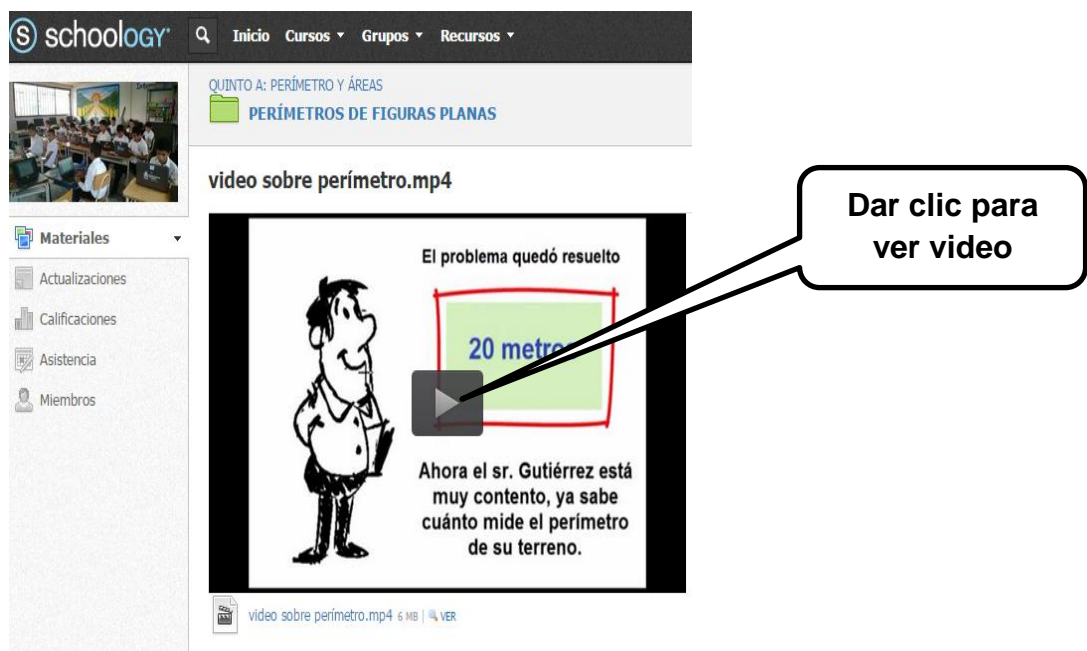 S schoology®
Inicio Cursos Grupos Recursos
QUINTO A: PERÍMETRO Y ÁREAS
PERÍMETROS DE FIGURAS PLANAS
video sobre perímetro.mp4
Materiales
Actualizaciones
Calificaciones
Asistencia
Miembros
El problema quedó resuelto
20 metros
Ahora el sr. Gutiérrez está
muy contento, ya sabe
cuánto mide el perímetro
de su terreno.
video sobre perímetro.mp4 6 MB | VER
Dar clic para
ver video